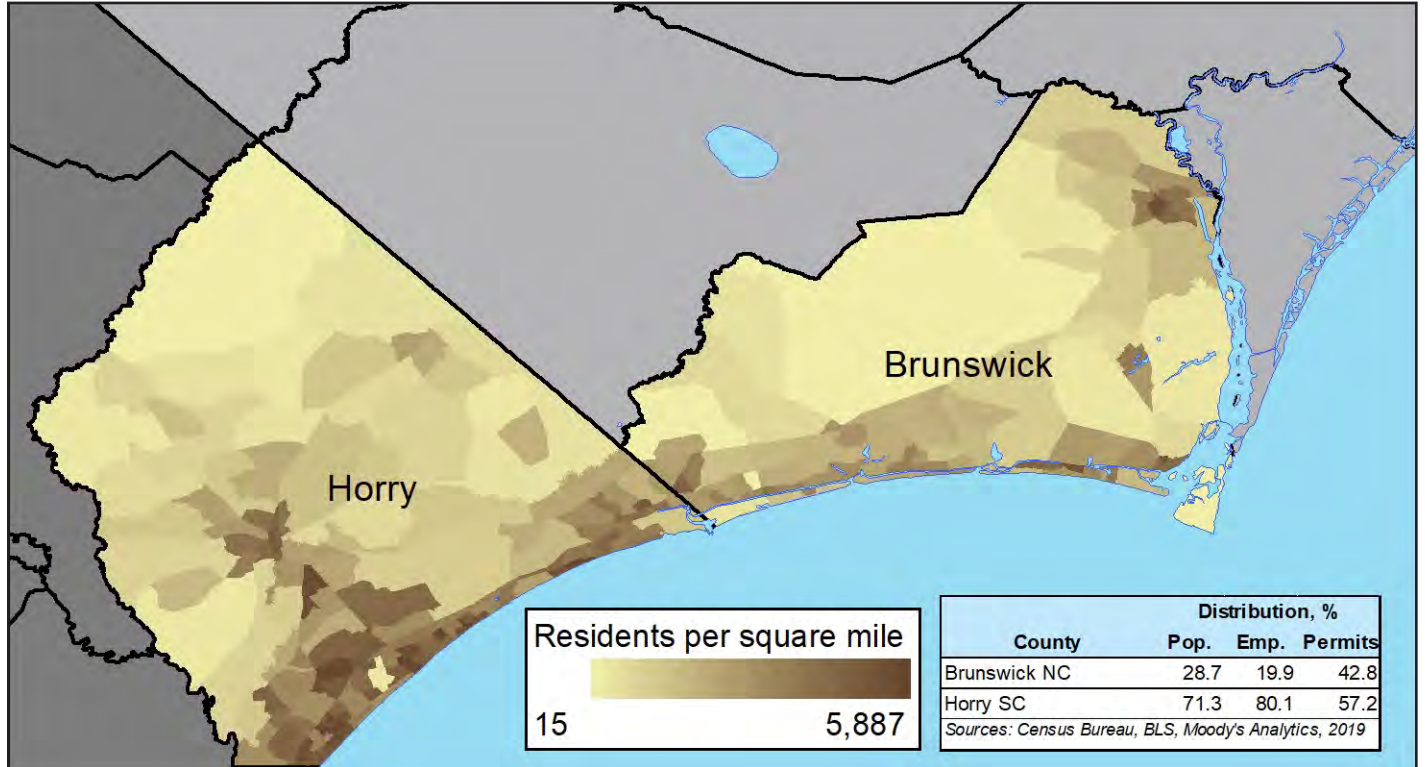 Brunswick
Horry
Residents per square mile
15 5,887
Distribution, %
County Pop. Emp. Permits
Brunswick NC 28.7 19.9 42.8
Horry SC 71.3 80.1 57.2
Sources: Census Bureau, BLS, Moody's Analytics, 2019